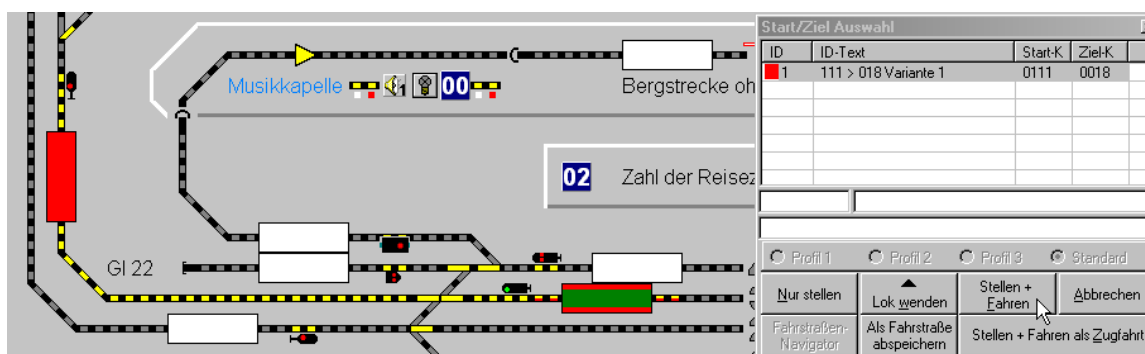 Start/Ziel Auswahl
ID ID-Text Start-K Ziel-K
1 111 > 018 Variante 1 0111 0018
Musikkapelle 1 00
Bergstrecke oh
02 Zahl der Reisez
Gl 22
Profil 1 Profil 2 Profil 3 Standard
Nur stellen Lok wenden Stellen + Fahren Abbrechen
Fahrstraßen-Navigator Als Fahrstraße abspeichern Stellen + Fahren als Zugfahrt